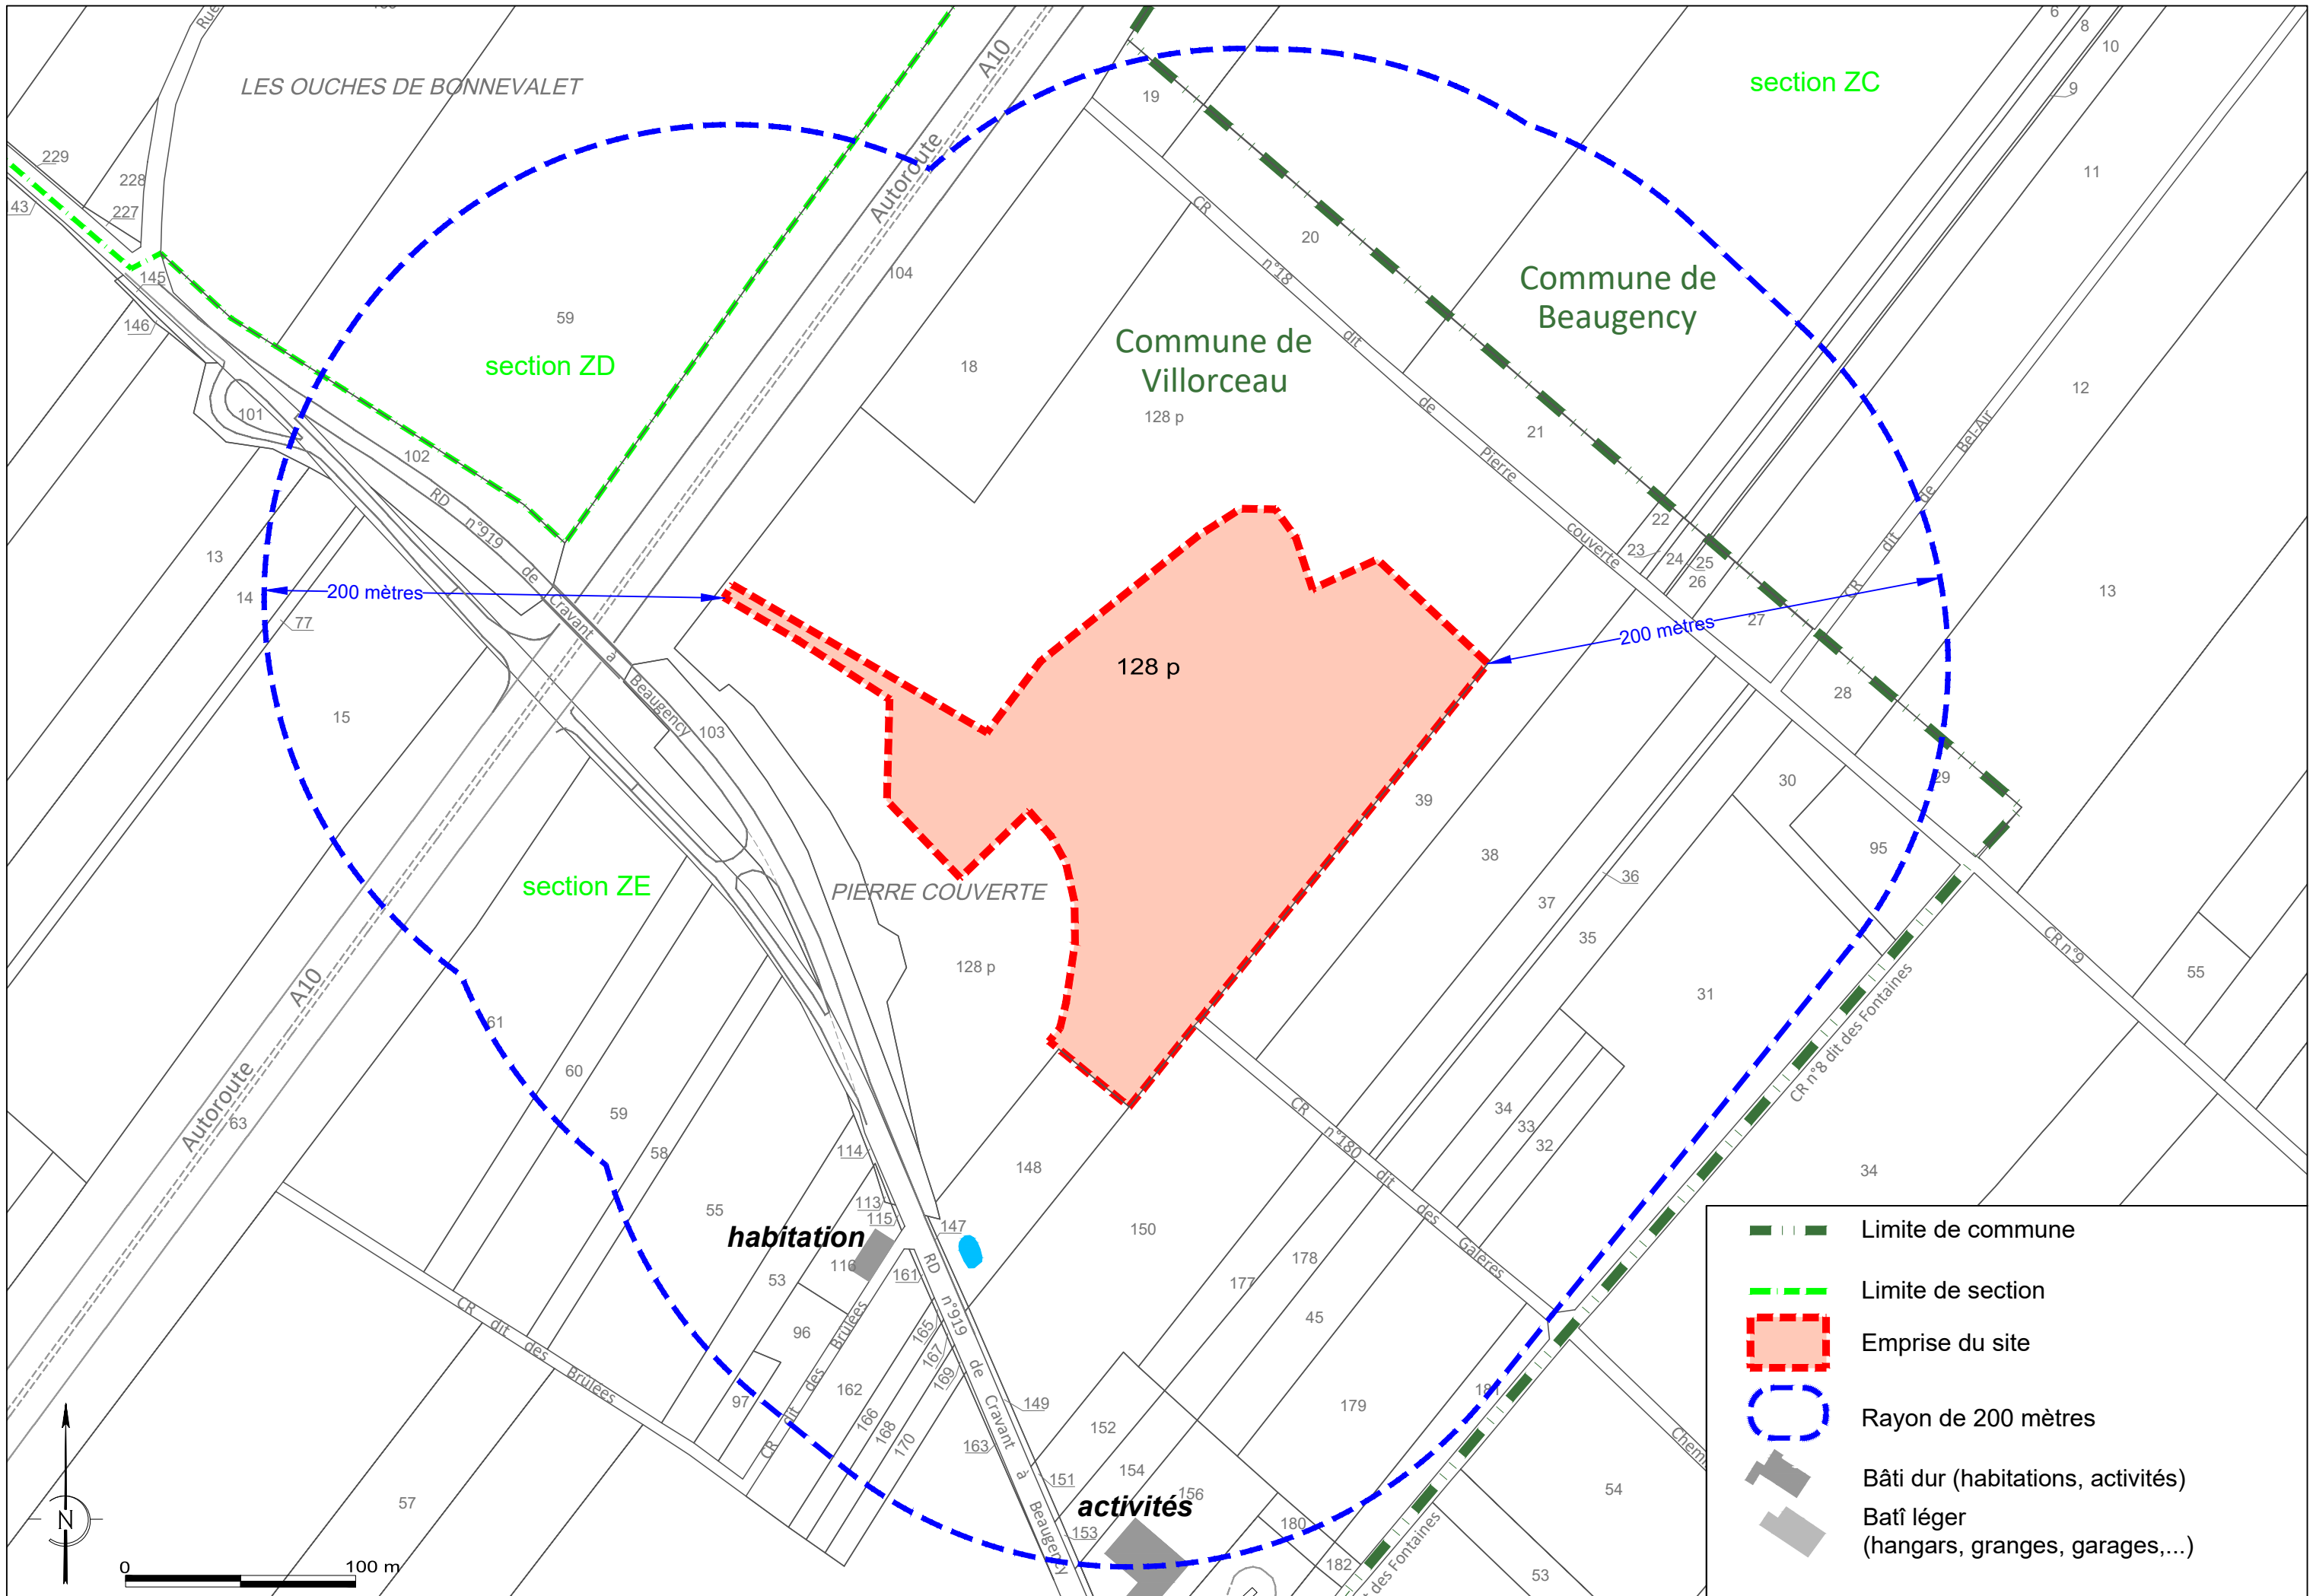 Rue
LES OUCHES DE BONNEVALET
A10
Autoroute
section ZC
6
8
10
9
11
229
228
227
43
145
146
19
CR n°18 dit de Pierre couverte
20
104
59
section ZD
18
Commune de
Villorceau
128 p
Commune de
Beaugency
21
12
101
102
RD n°919 de Cravant à Beaugency
CR dit de Bel-Air
13
14
77
15
200 mètres
22
23
24
25
26
27
200 mètres
13
128 p
103
28
29
30
95
39
38
37
36
35
section ZE
PIERRE COUVERTE
128 p
31
CR n°9
55
CR n°8 dit des Fontaines
A10
Autoroute
61
60
59
58
63
55
114
113
115
habitation
116
147
148
150
CR n°180 dit des Galères
34
33
32
34
177
178
45
53
96
97
161
CR dit des Brulées
CR dit des Brulées
162
165
167
169
166
168
170
RD n°919 de Cravant à Beaugency
163
149
151
153
152
154
156
activités
179
181
180
182
dit des Fontaines
Chem
54
53
57
N
0
100 m
Limite de commune
Limite de section
Emprise du site
Rayon de 200 mètres
Bâti dur (habitations, activités)
Batî léger
(hangars, granges, garages,...)